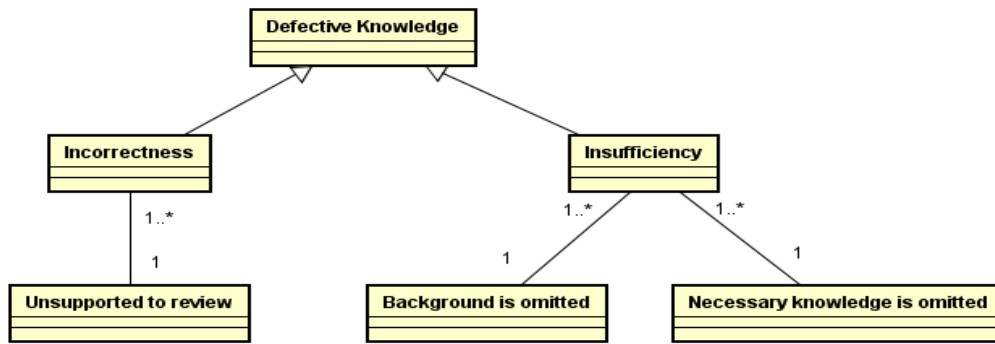 Defective Knowledge
Incorrectness
Insufficiency
1..*
1..*
1..*
1
1
1
Unsupported to review
Background is omitted
Necessary knowledge is omitted